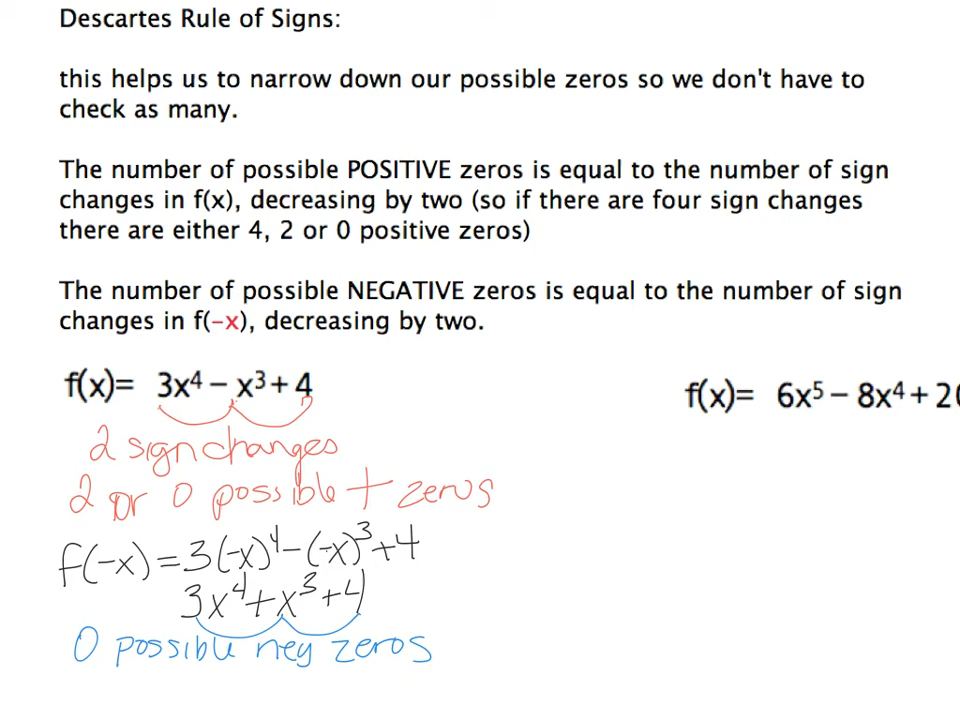 Descartes Rule of Signs:
this helps us to narrow down our possible zeros so we don't have to
check as many.
The number of possible POSITIVE zeros is equal to the number of sign
changes in f(x), decreasing by two (so if there are four sign changes
there are either 4, 2 or 0 positive zeros)
The number of possible NEGATIVE zeros is equal to the number of sign
changes in f(-x), decreasing by two.
f(x)= 3x⁴ – x³ + 4
f(x)= 6x⁵ – 8x⁴ + 20
2 sign changes
2 or 0 possible + zeros
f(-x) = 3(-x)⁴ - (-x)³ + 4
3x⁴ + x³ + 4
0 possible neg zeros